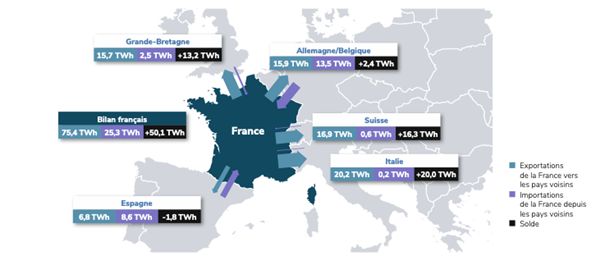 Grande-Bretagne
15,7 TWh 2,5 TWh +13,2 TWh
Allemagne/Belgique
15,9 TWh 13,5 TWh +2,4 TWh
Bilan français
75,4 TWh 25,3 TWh +50,1 TWh
France
Suisse
16,9 TWh 0,6 TWh +16,3 TWh
Italie
20,2 TWh 0,2 TWh +20,0 TWh
Espagne
6,8 TWh 8,6 TWh -1,8 TWh
Exportations
de la France vers
les pays voisins
Importations
de la France depuis
les pays voisins
Solde